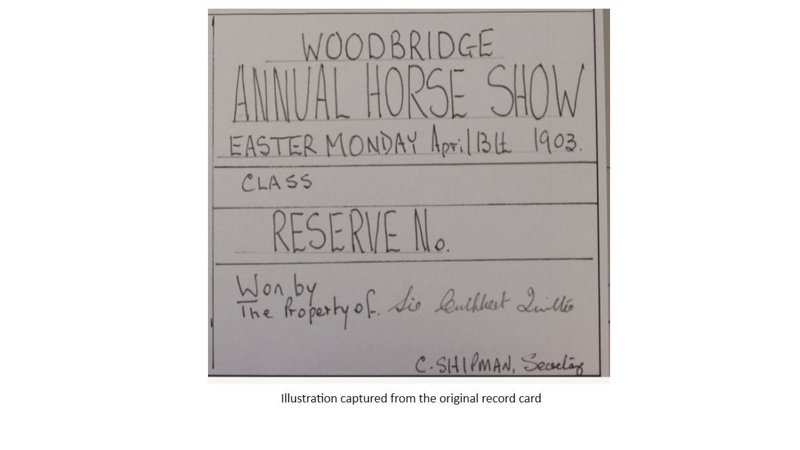 WOODBRIDGE
ANNUAL HORSE SHOW
EASTER MONDAY April 13th 1903.
CLASS
RESERVE No.
Won by
The Property of. Sir Cuthbert Quilter
C. SHIPMAN, Secretary
Illustration captured from the original record card